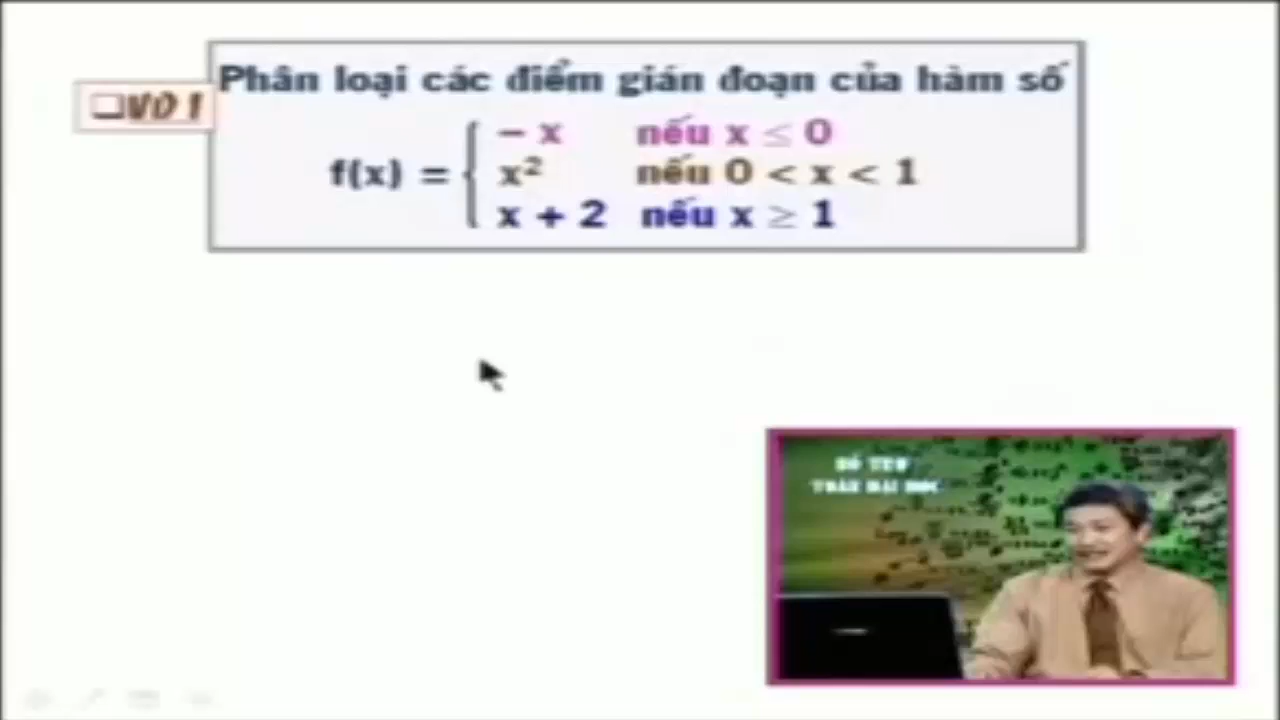 Phân loại các điểm gián đoạn của hàm số
❑VD 1
− x nếu x ≤ 0
f(x) = { x² nếu 0 < x < 1
x + 2 nếu x ≥ 1